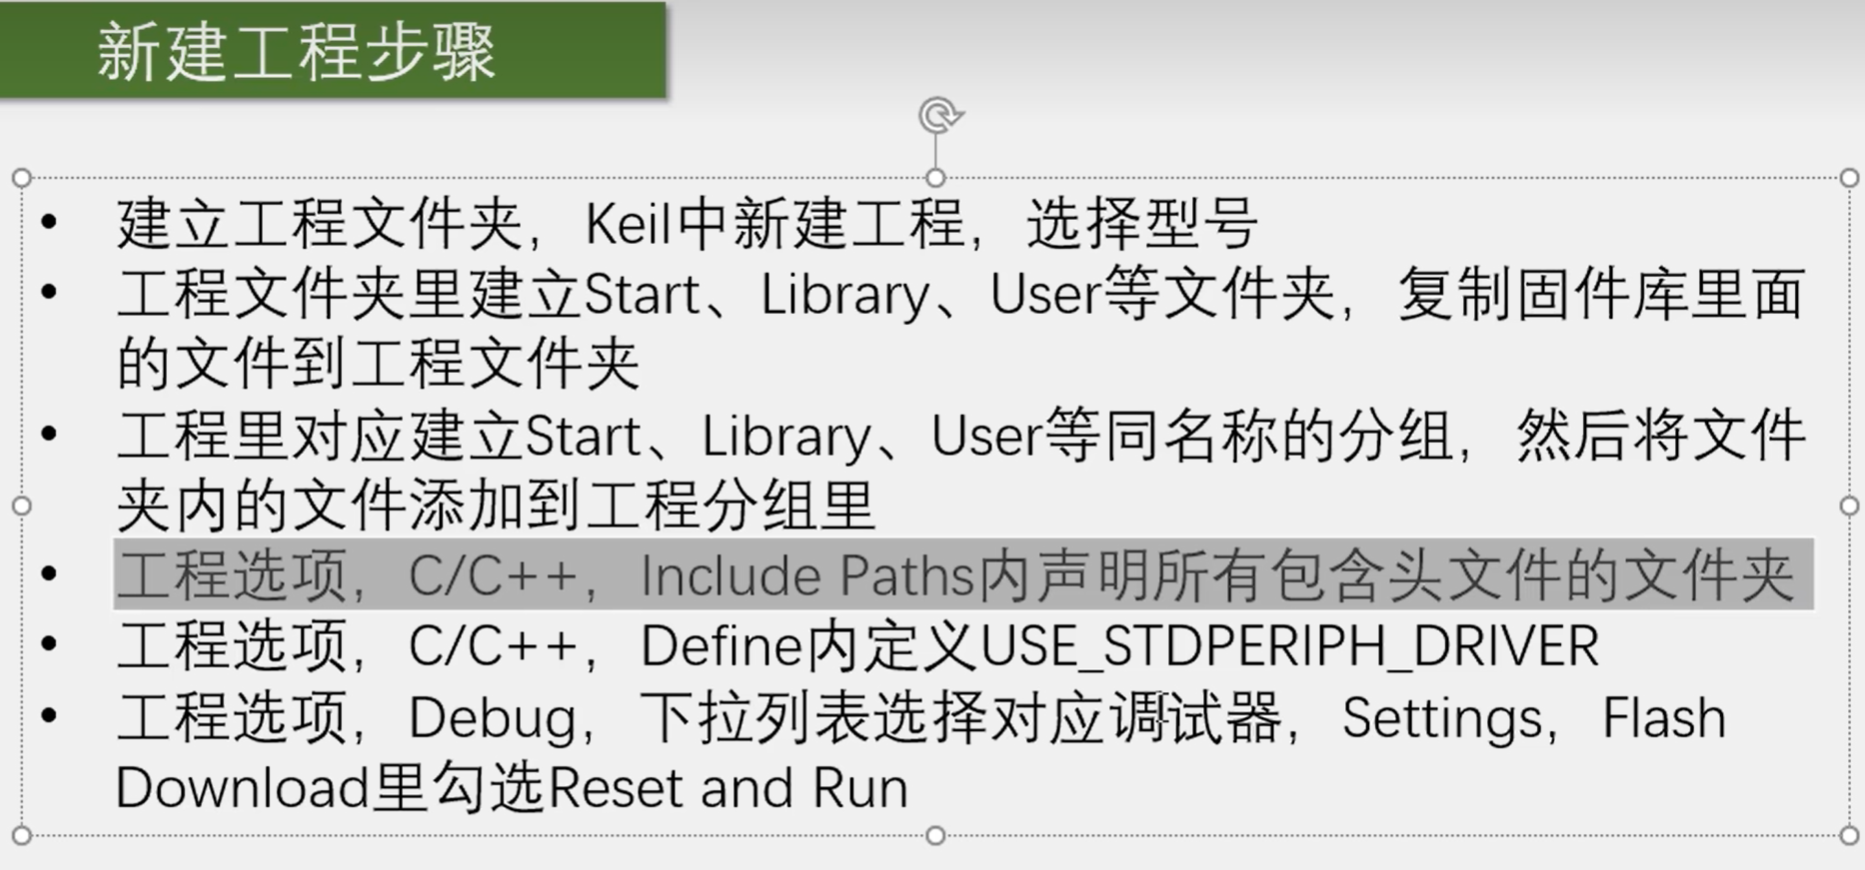 新建工程步骤
• 建立工程文件夹，Keil中新建工程，选择型号
• 工程文件夹里建立Start、Library、User等文件夹，复制固件库里面
的文件到工程文件夹
• 工程里对应建立Start、Library、User等同名称的分组，然后将文件
夹内的文件添加到工程分组里
• 工程选项，C/C++，Include Paths内声明所有包含头文件的文件夹
• 工程选项，C/C++，Define内定义USE_STDPERIPH_DRIVER
• 工程选项，Debug，下拉列表选择对应调试器，Settings，Flash
Download里勾选Reset and Run